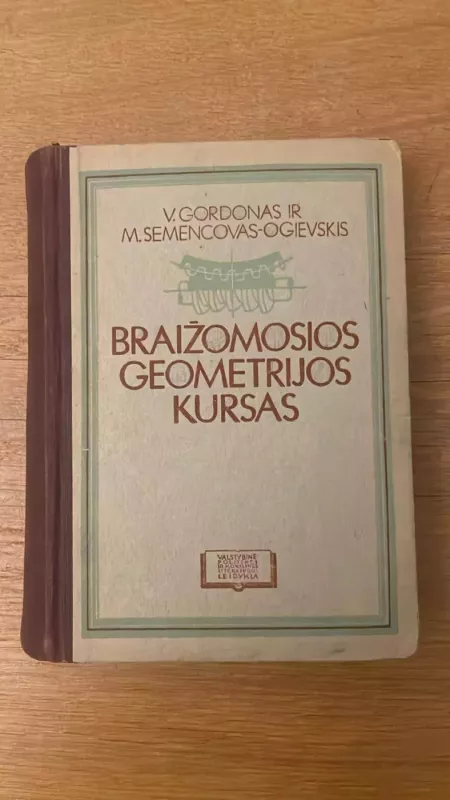 V. GORDONAS IR
M. SEMENCOVAS-OGIEVSKIS
BRAIŽOMOSIOS
GEOMETRIJOS
KURSAS
VALSTYBINĖ
POLITINĖS
IR MOKSLINĖS
LITERATŪROS
LEIDYKLA